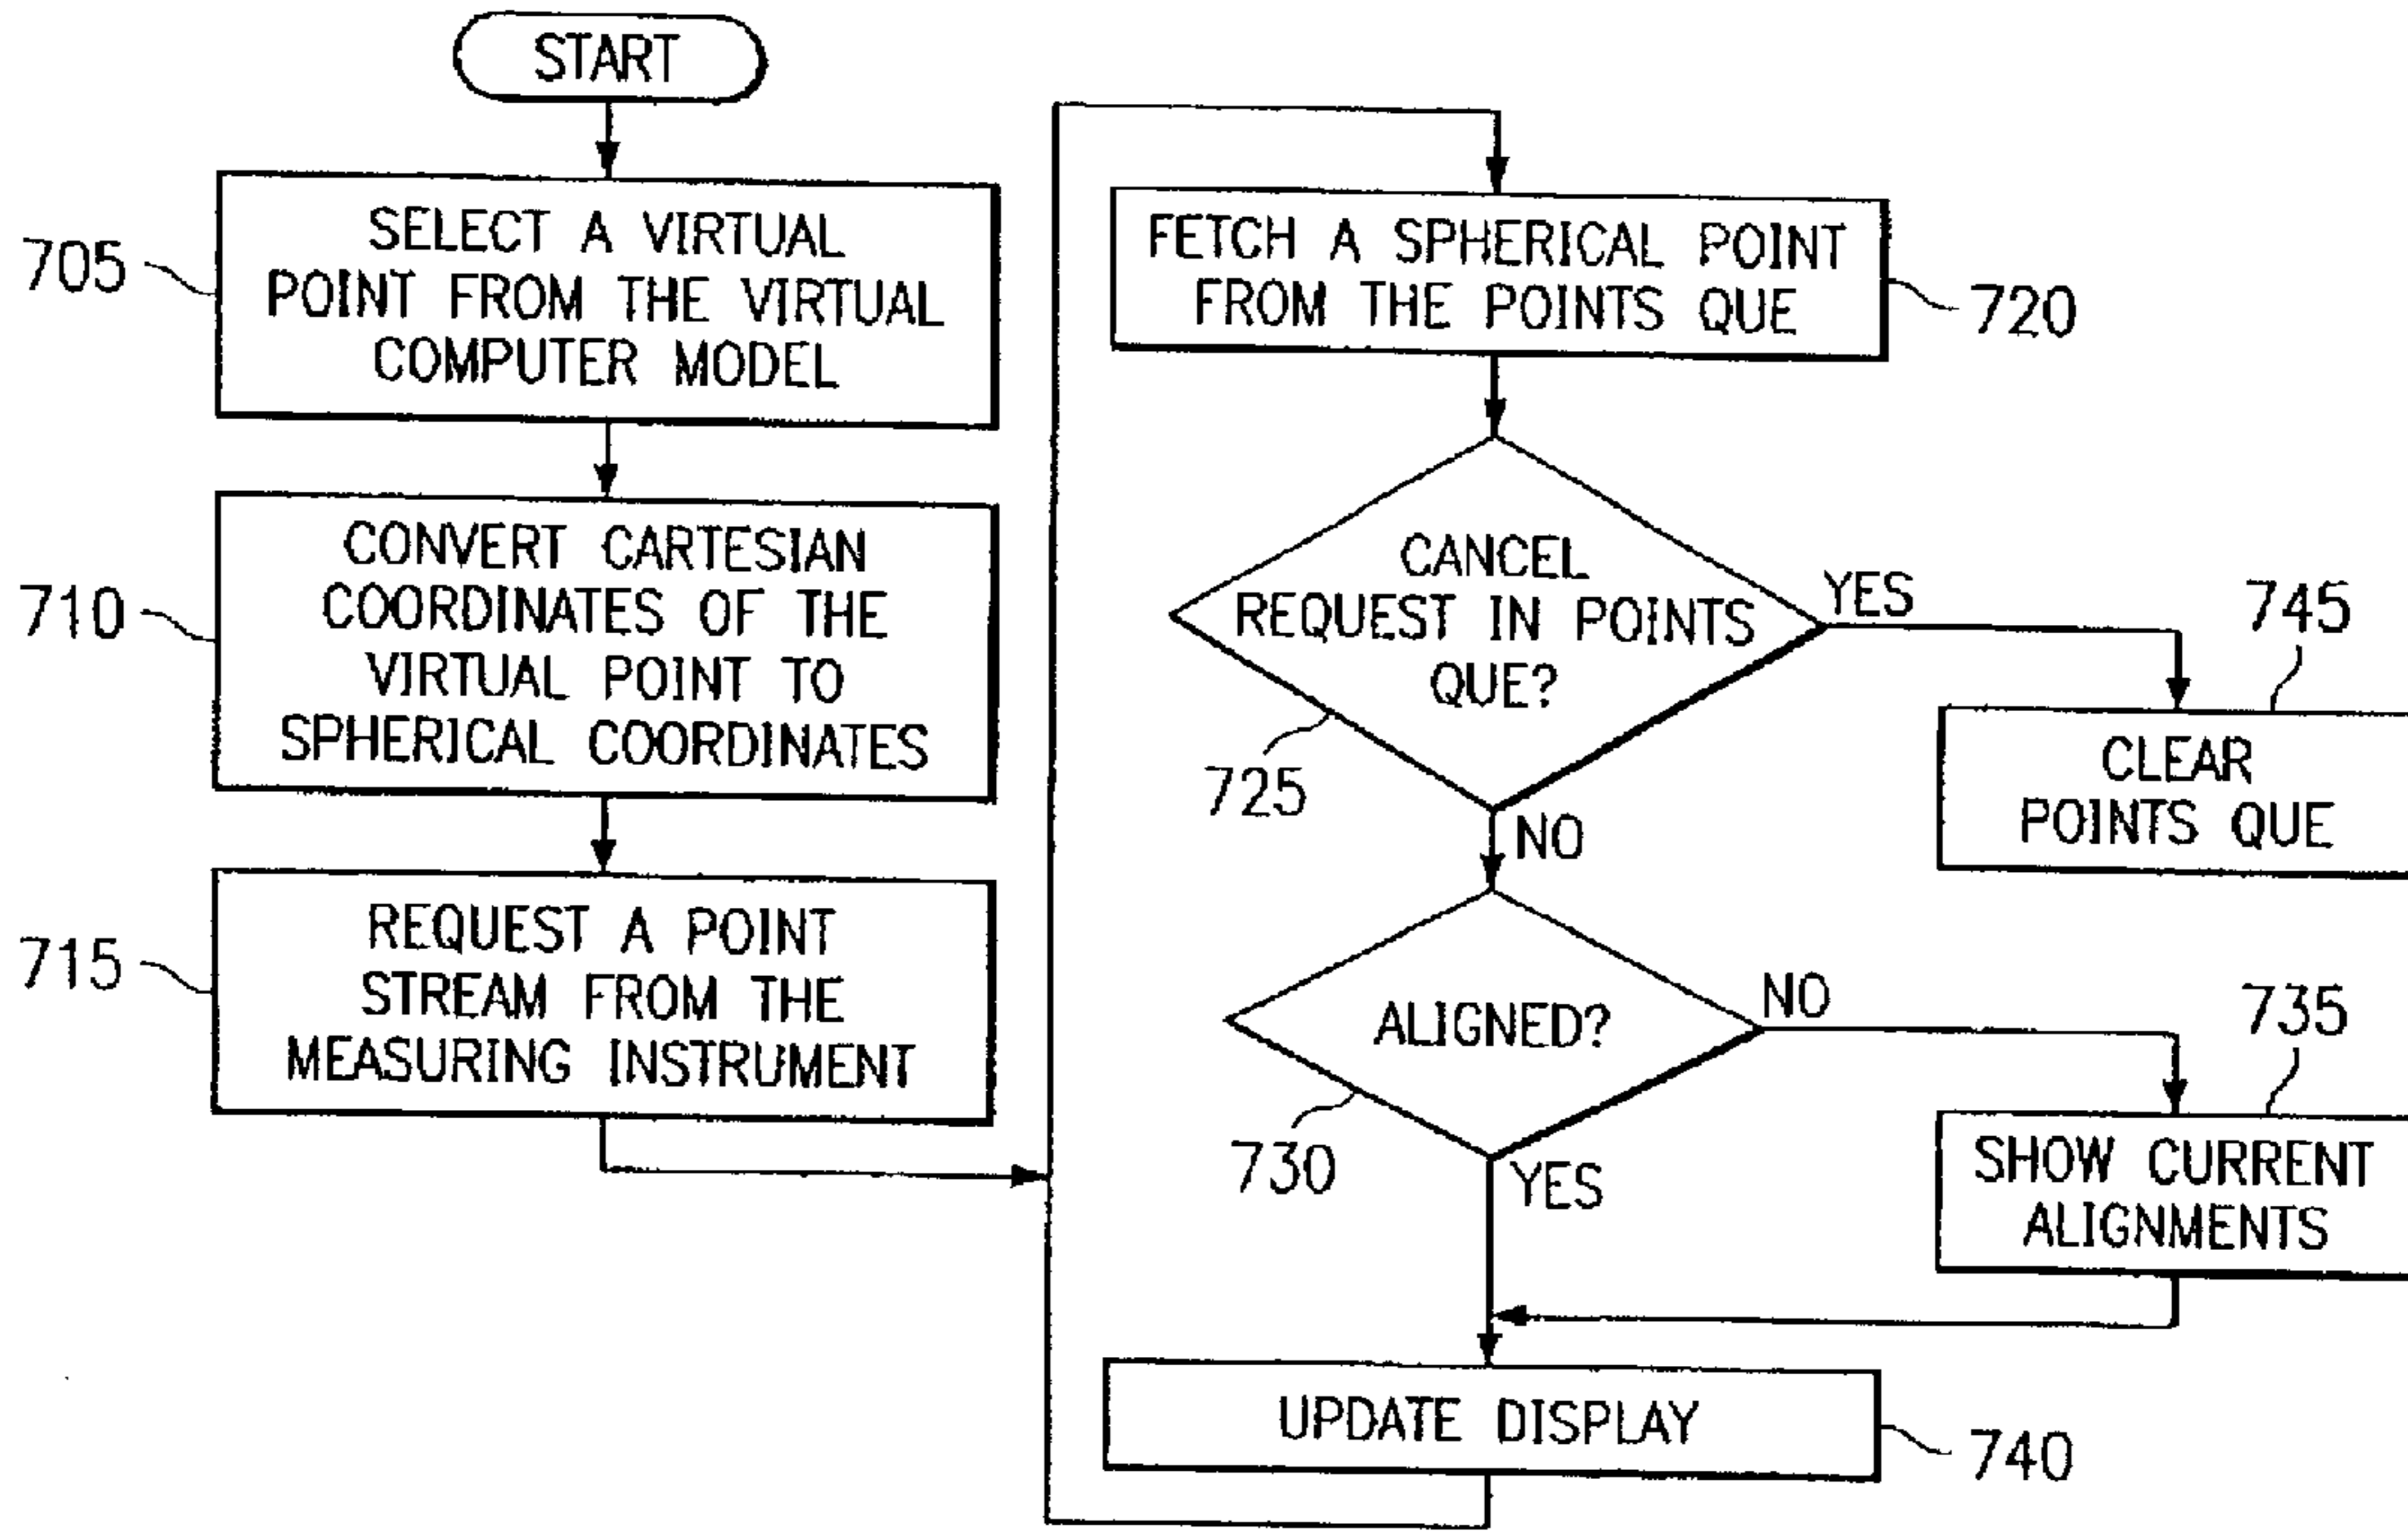 START
705
SELECT A VIRTUAL
POINT FROM THE VIRTUAL
COMPUTER MODEL
710
CONVERT CARTESIAN
COORDINATES OF THE
VIRTUAL POINT TO
SPHERICAL COORDINATES
715
REQUEST A POINT
STREAM FROM THE
MEASURING INSTRUMENT
FETCH A SPHERICAL POINT
FROM THE POINTS QUE
720
CANCEL
REQUEST IN POINTS
QUE?
725
YES
745
CLEAR
POINTS QUE
NO
ALIGNED?
730
NO
735
SHOW CURRENT
ALIGNMENTS
YES
UPDATE DISPLAY
740